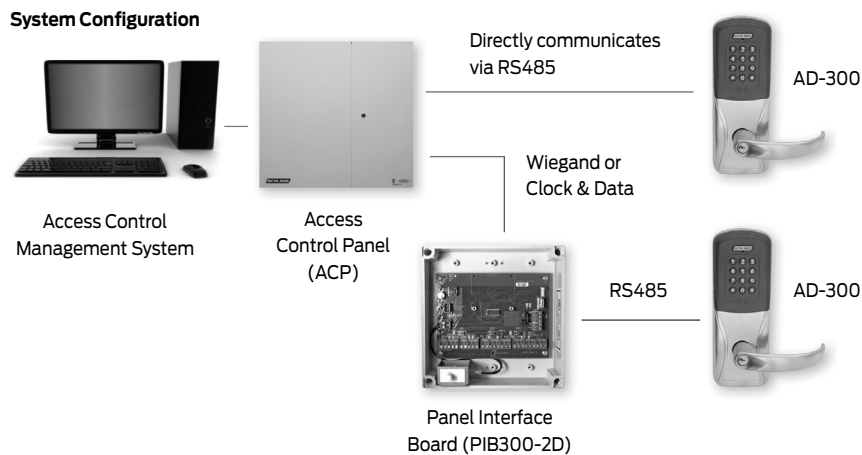 System Configuration
Directly communicates
via RS485
AD-300
Access Control
Management System
Access
Control Panel
(ACP)
Wiegand or
Clock & Data
RS485
AD-300
Panel Interface
Board (PIB300-2D)